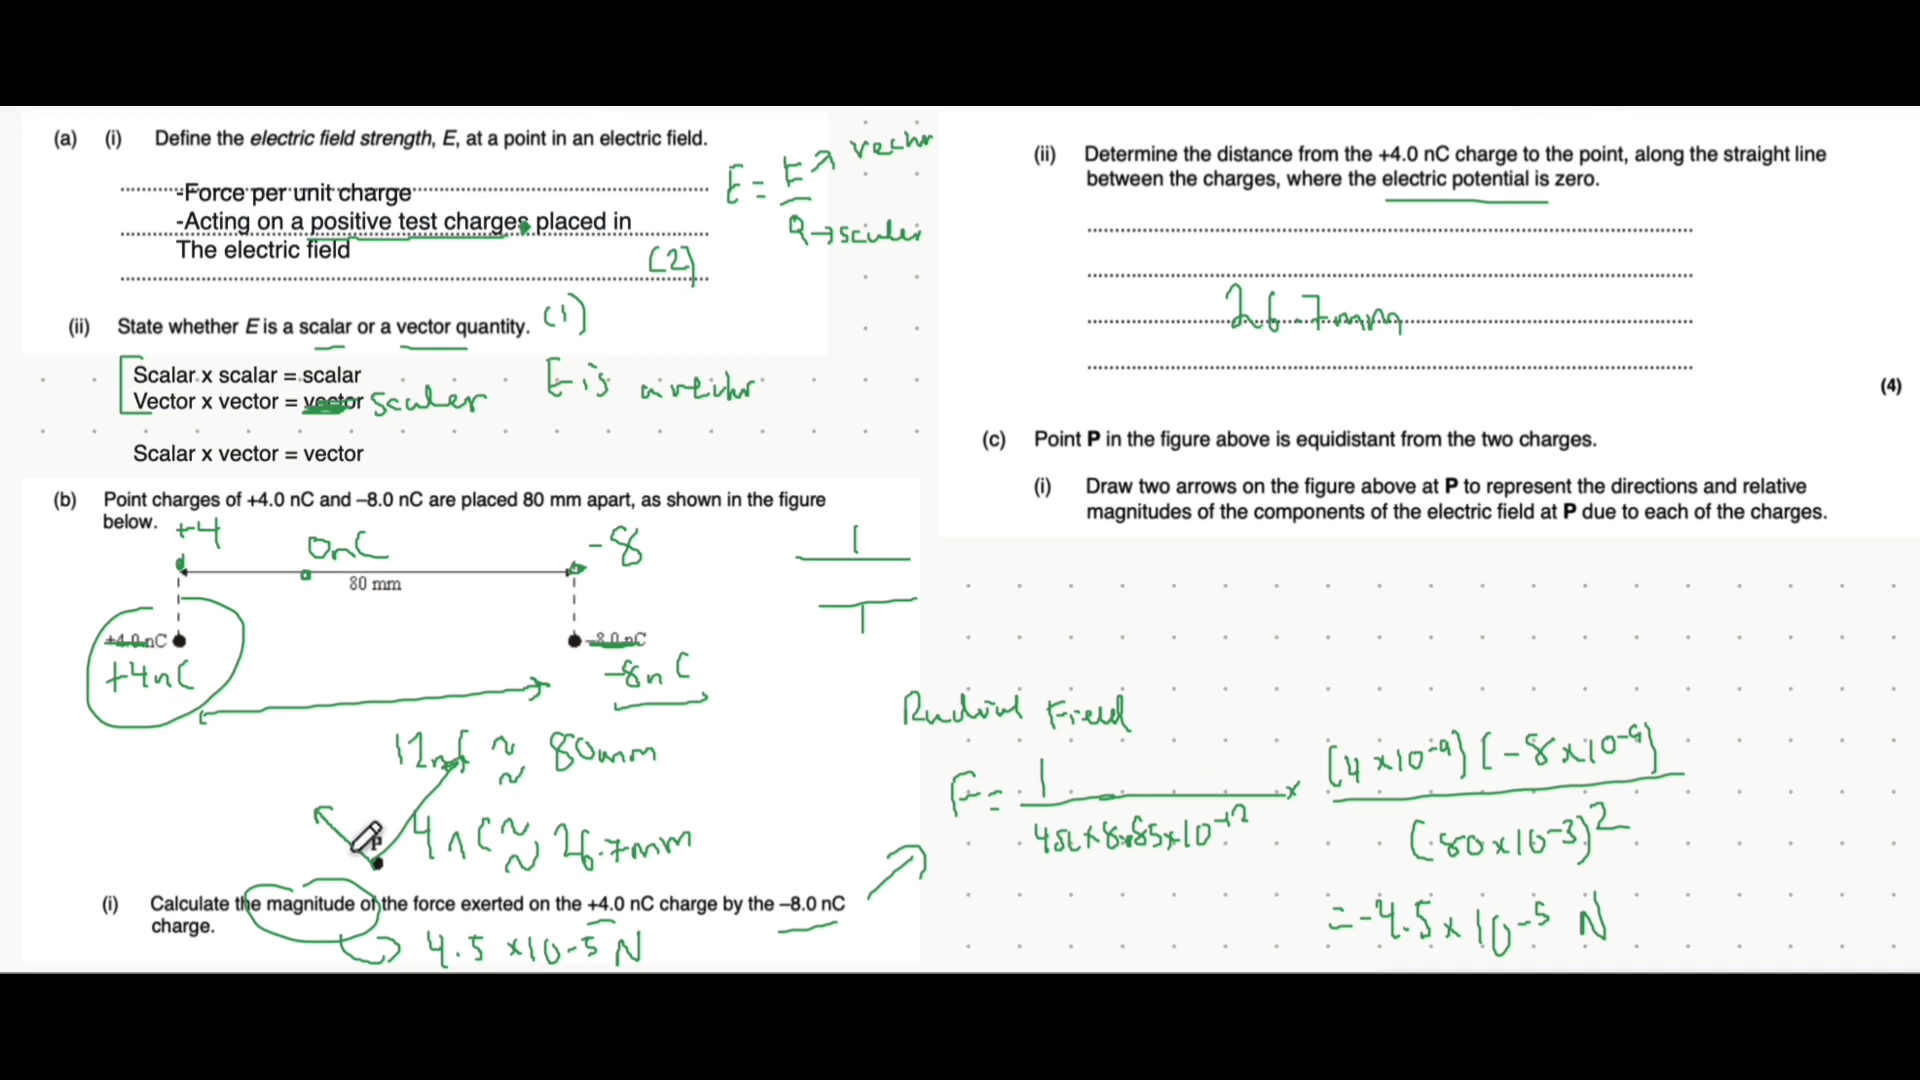 (a) (i) Define the electric field strength, E, at a point in an electric field.
-Force per unit charge
-Acting on a positive test charges placed in
The electric field
(2)
E = F → vector
Q → scaler
(ii) State whether E is a scalar or a vector quantity. (1)
Scalar x scalar = scalar
Vector x vector = vector scaler
E is a vector
Scalar x vector = vector
(b) Point charges of +4.0 nC and –8.0 nC are placed 80 mm apart, as shown in the figure
below.
+4 0nC -8
80 mm
+4.0 nC –8.0 nC
+4nC -8nC
12nC ≈ 80mm
4nC ≈ 26.7mm
P
(i) Calculate the magnitude of the force exerted on the +4.0 nC charge by the –8.0 nC
charge.
4.5 x10-5 N
(ii) Determine the distance from the +4.0 nC charge to the point, along the straight line
between the charges, where the electric potential is zero.
26.7mm
(4)
(c) Point P in the figure above is equidistant from the two charges.
(i) Draw two arrows on the figure above at P to represent the directions and relative
magnitudes of the components of the electric field at P due to each of the charges.
1
Radial Field
F = 1 x (4 x10-9) (-8 x10-9)
4π x 8.85x10-12 (80x10-3)2
= -4.5 x 10-5 N